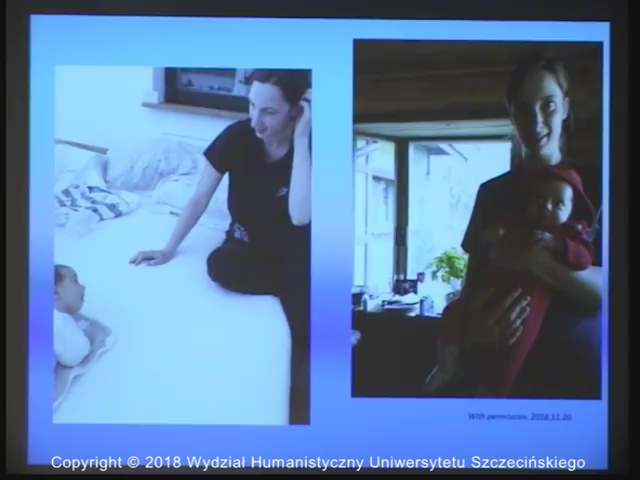 With permission, 2018.11.20
Copyright © 2018 Wydział Humanistyczny Uniwersytetu Szczecińskiego